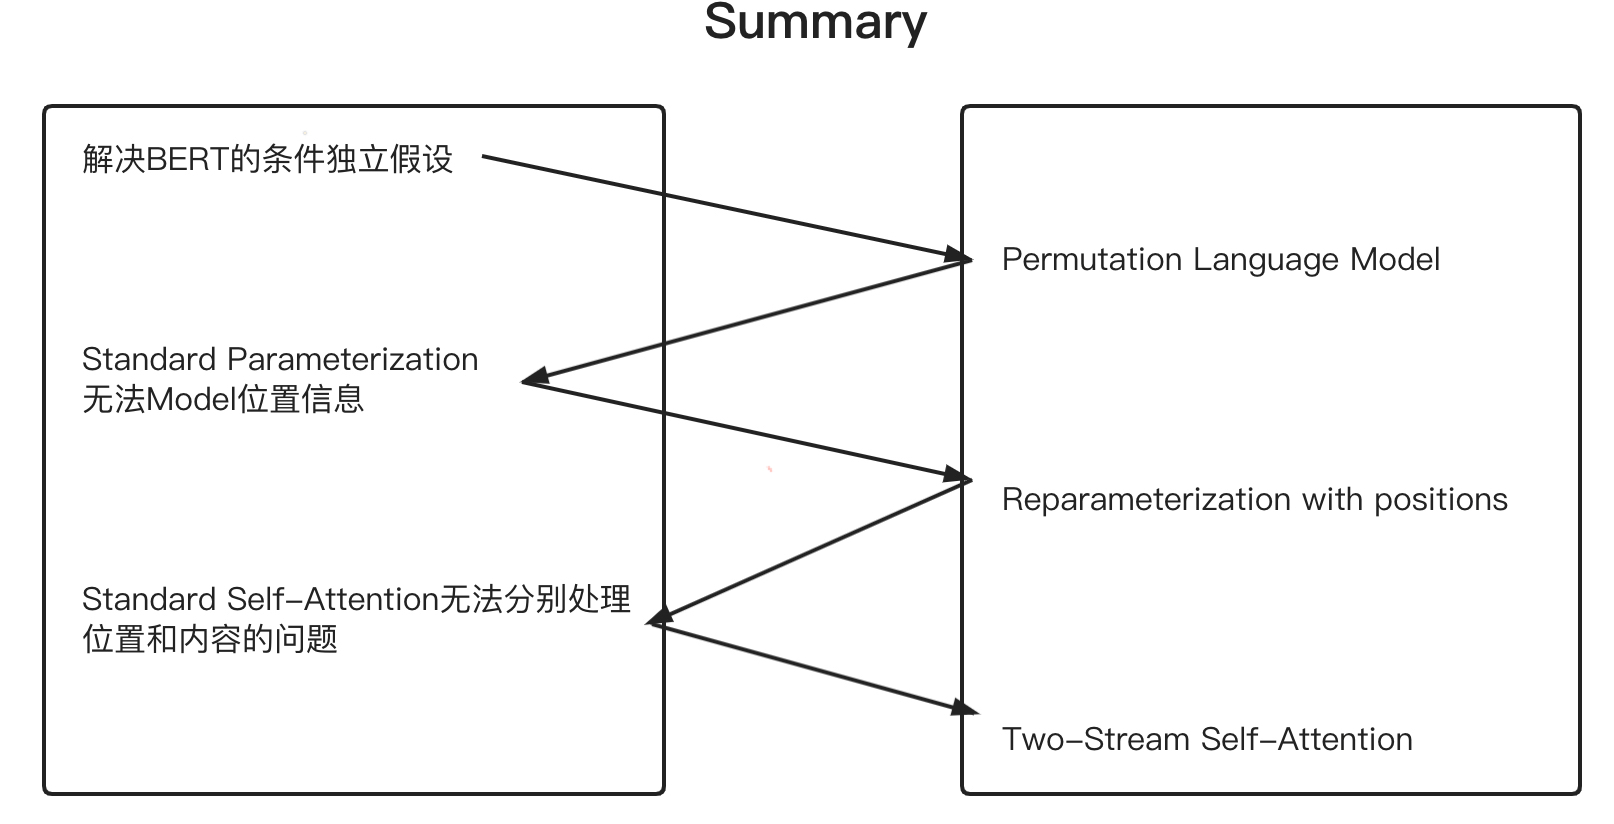 Summary
解决BERT的条件独立假设
Permutation Language Model
Standard Parameterization
无法Model位置信息
Reparameterization with positions
Standard Self-Attention无法分别处理
位置和内容的问题
Two-Stream Self-Attention